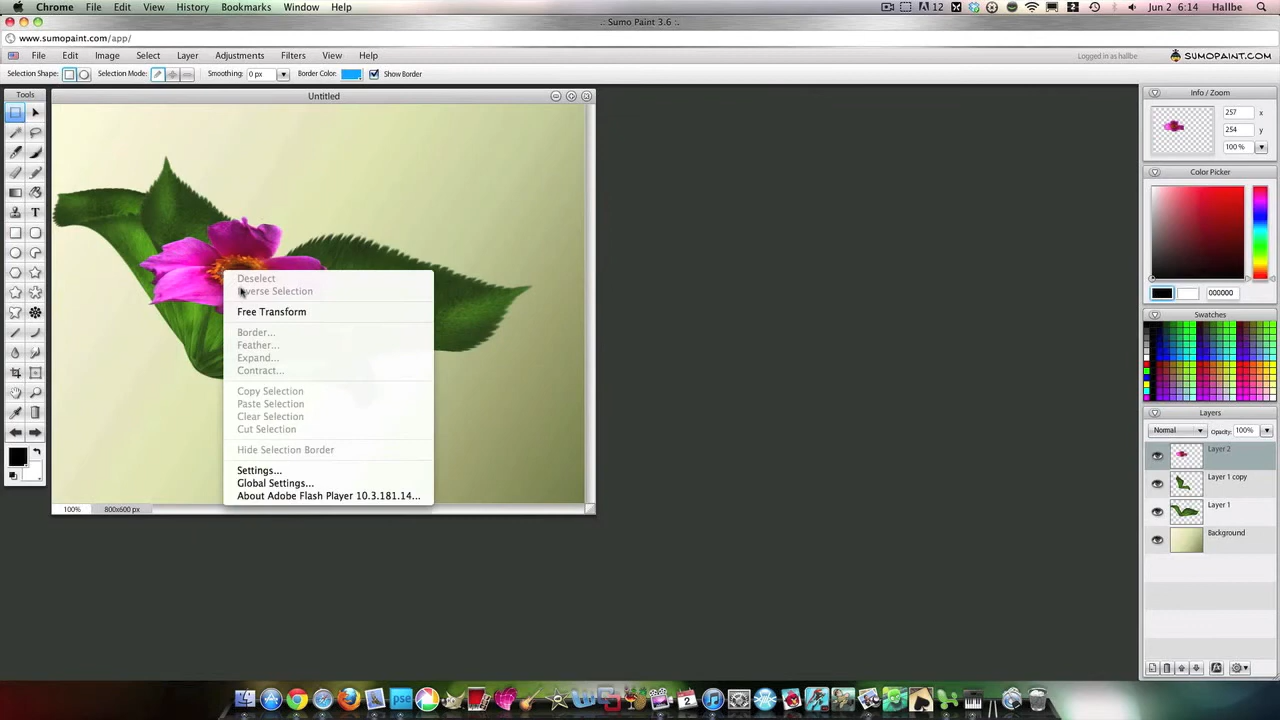 Chrome File Edit View History Bookmarks Window Help 12 2 Jun 2 6:14 Hallbe
.: Sumo Paint 3.6 :.
www.sumopaint.com/app/
File Edit Image Select Layer Adjustments Filters View Help Logged in as hallbe SUMOPAINT.COM
Selection Shape: Selection Mode: Smoothing: 0 px Border Color: Show Border
Tools
Untitled
Info / Zoom
257 x
254 y
100 %
Color Picker
000000
Swatches
Layers
Normal Opacity: 100%
Layer 2
Layer 1 copy
Layer 1
Background
T
Deselect
Inverse Selection
Free Transform
Border...
Feather...
Expand...
Contract...
Copy Selection
Paste Selection
Clear Selection
Cut Selection
Hide Selection Border
Settings...
Global Settings...
About Adobe Flash Player 10.3.181.14...
100% 800x600 px
pse